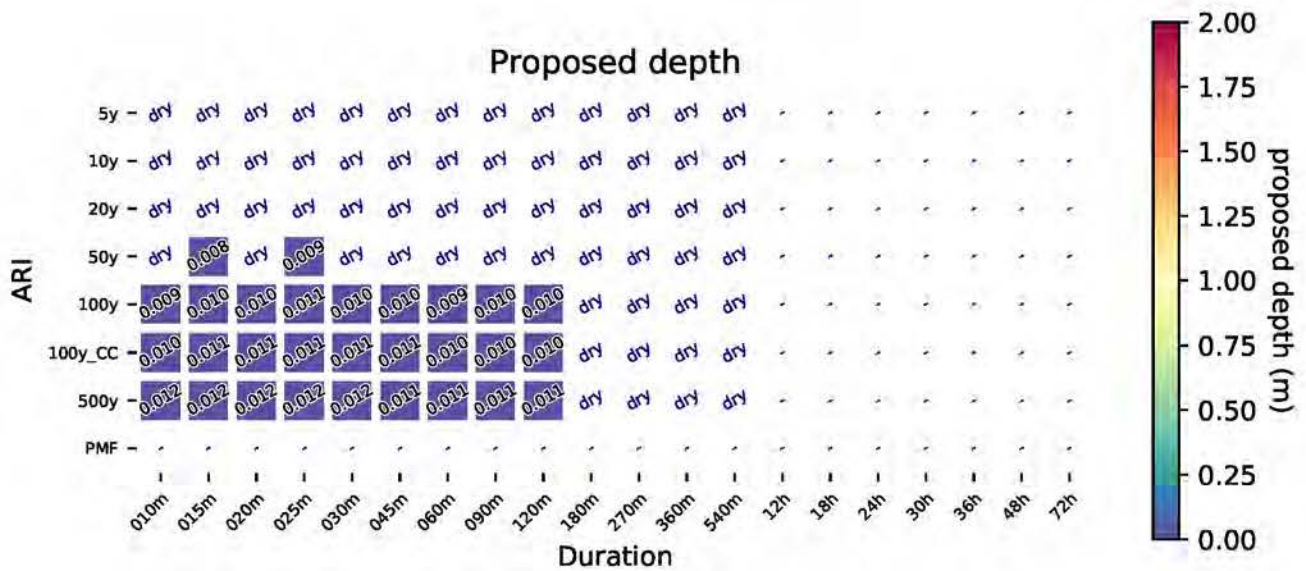 Proposed depth
5y dry dry dry dry dry dry dry dry dry dry dry dry dry - - - - - - -
10y dry dry dry dry dry dry dry dry dry dry dry dry dry - - - - - - -
20y dry dry dry dry dry dry dry dry dry dry dry dry dry - - - - - - -
50y dry 0.008 dry 0.009 dry dry dry dry dry dry dry dry dry - - - - - - -
100y 0.009 0.010 0.010 0.011 0.010 0.010 0.009 0.010 0.010 dry dry dry dry - - - - - - -
100y_CC 0.010 0.011 0.011 0.011 0.011 0.011 0.010 0.010 0.010 dry dry dry dry - - - - - - -
500y 0.012 0.012 0.012 0.012 0.012 0.011 0.011 0.011 0.011 dry dry dry dry - - - - - - -
PMF - - - - - - - - - - - - - - - - - - - -
010m 015m 020m 025m 030m 045m 060m 090m 120m 180m 270m 360m 540m 12h 18h 24h 30h 36h 48h 72h
Duration
ARI
2.00
1.75
1.50
1.25
1.00
0.75
0.50
0.25
0.00
proposed depth (m)